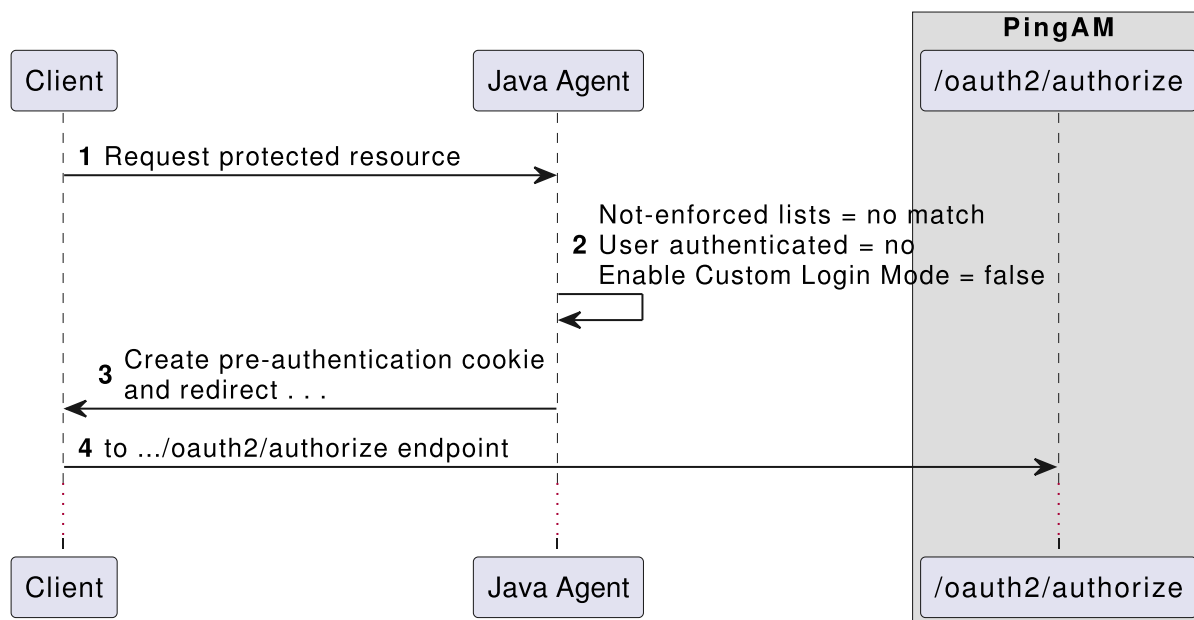 PingAM
Client
Java Agent
/oauth2/authorize
1 Request protected resource
Not-enforced lists = no match
2 User authenticated = no
Enable Custom Login Mode = false
Create pre-authentication cookie
3
and redirect . . .
4 to .../oauth2/authorize endpoint
Client
Java Agent
/oauth2/authorize